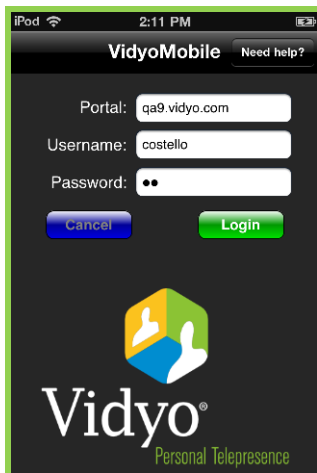 iPod 2:11 PM
VidyoMobile Need help?
Portal: qa9.vidyo.com
Username: costello
Password: ●●
Cancel Login
Vidyo®
Personal Telepresence